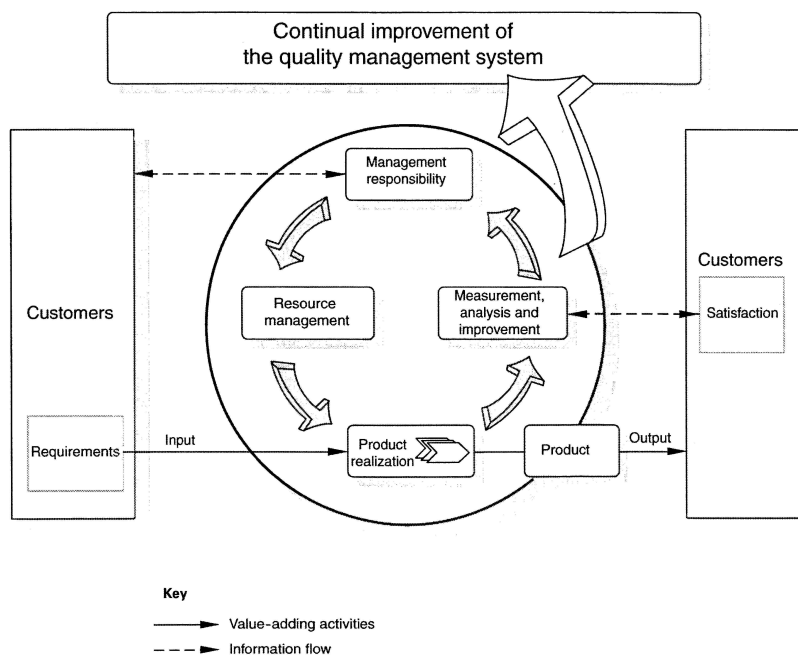 Continual improvement of
the quality management system
Management
responsibility
Customers
Resource
management
Measurement,
analysis and
improvement
Customers
Satisfaction
Requirements
Input
Product
realization
Product
Output
Key
Value-adding activities
Information flow